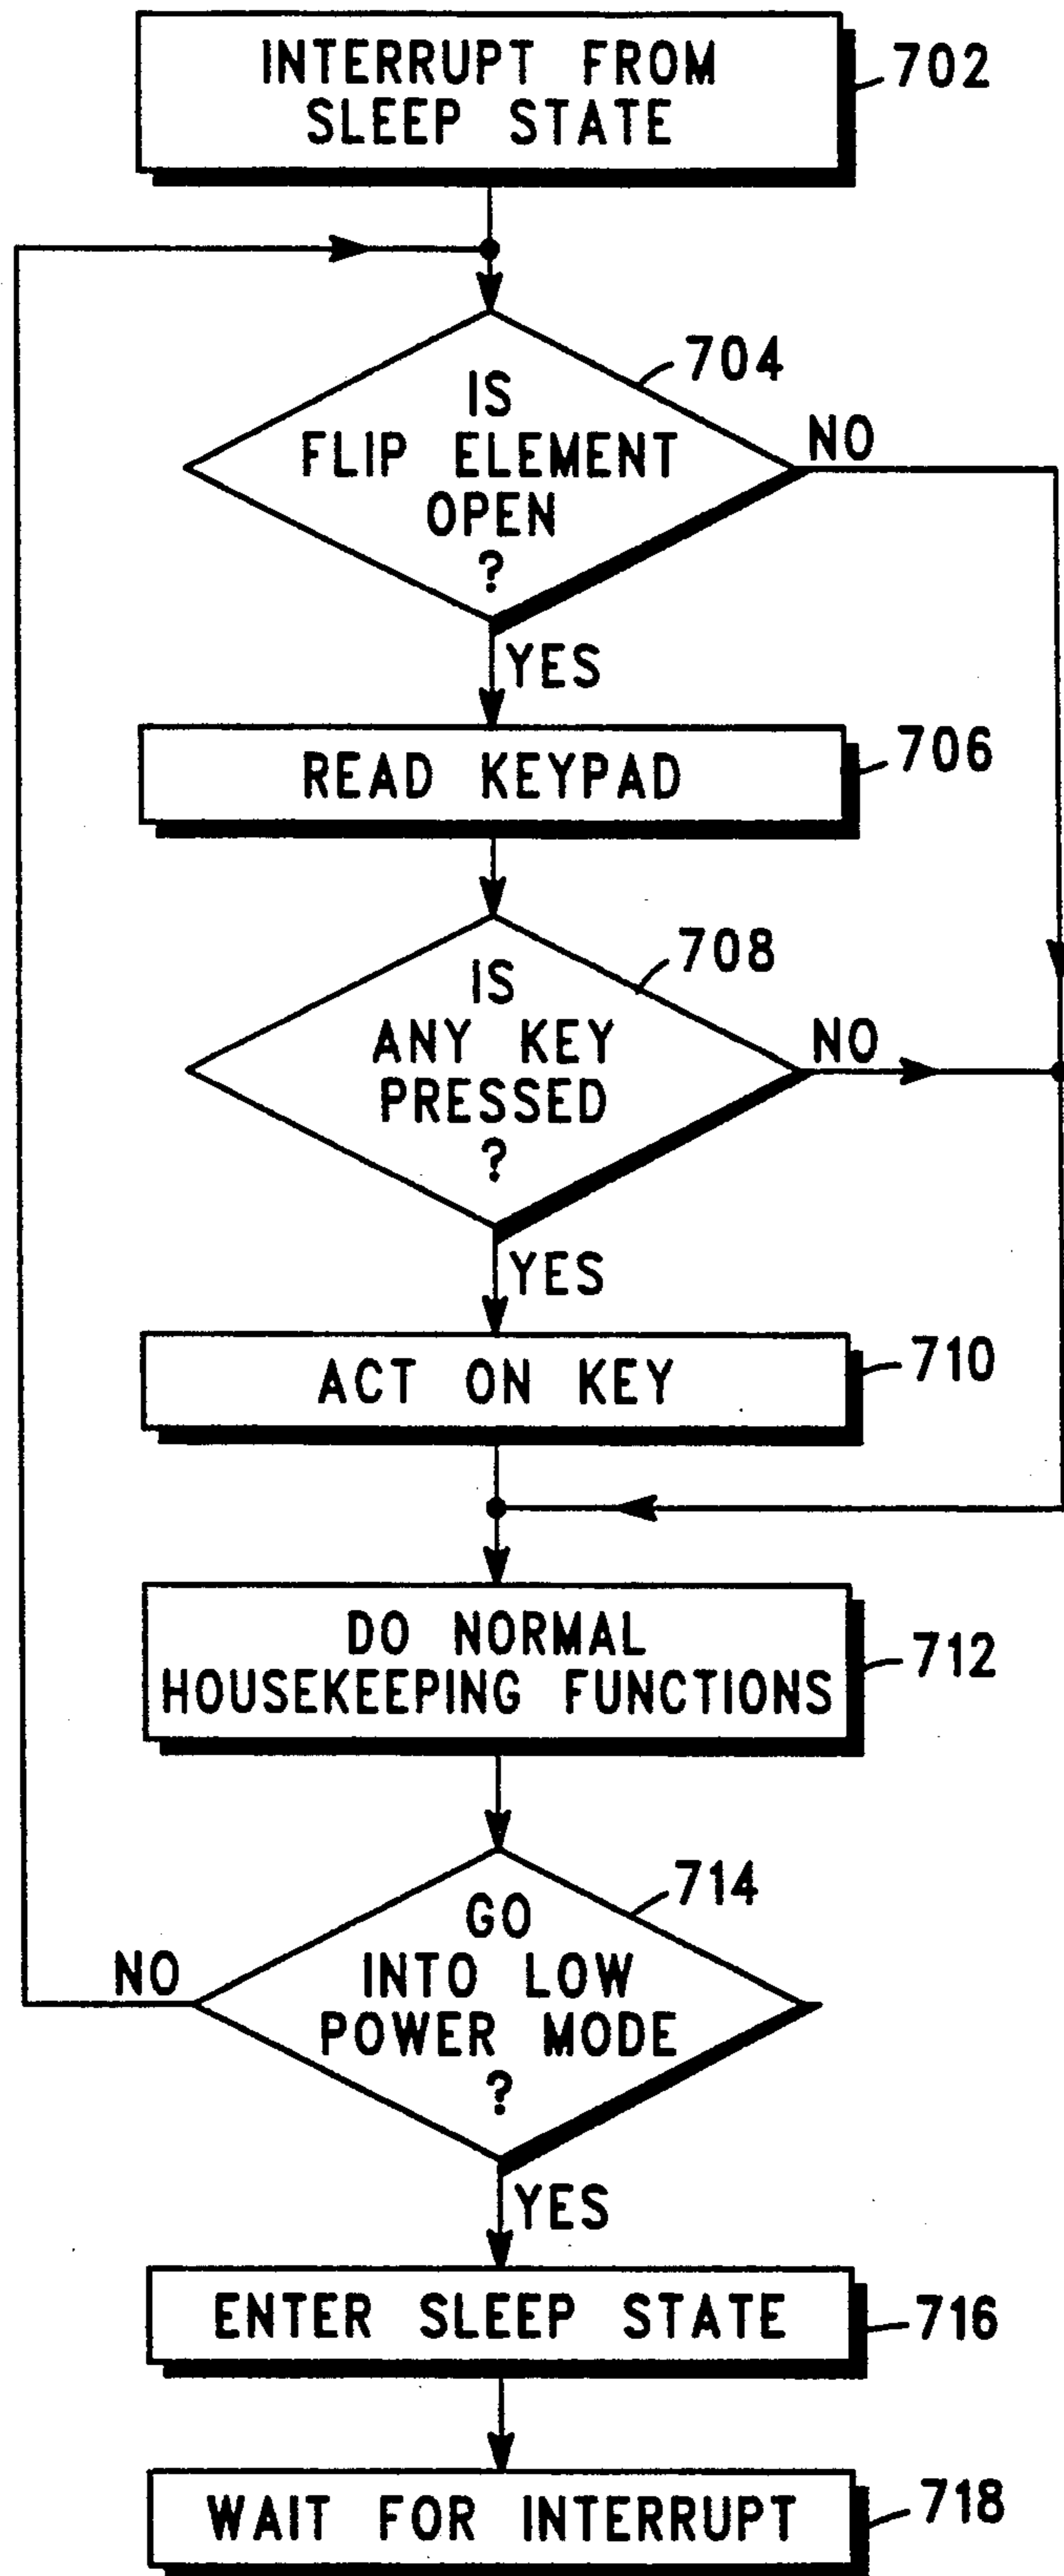 INTERRUPT FROM
SLEEP STATE
702
704
IS
FLIP ELEMENT
OPEN
?
NO
YES
READ KEYPAD
706
708
IS
ANY KEY
PRESSED
?
NO
YES
ACT ON KEY
710
DO NORMAL
HOUSEKEEPING FUNCTIONS
712
714
GO
INTO LOW
POWER MODE
?
NO
YES
ENTER SLEEP STATE
716
WAIT FOR INTERRUPT
718